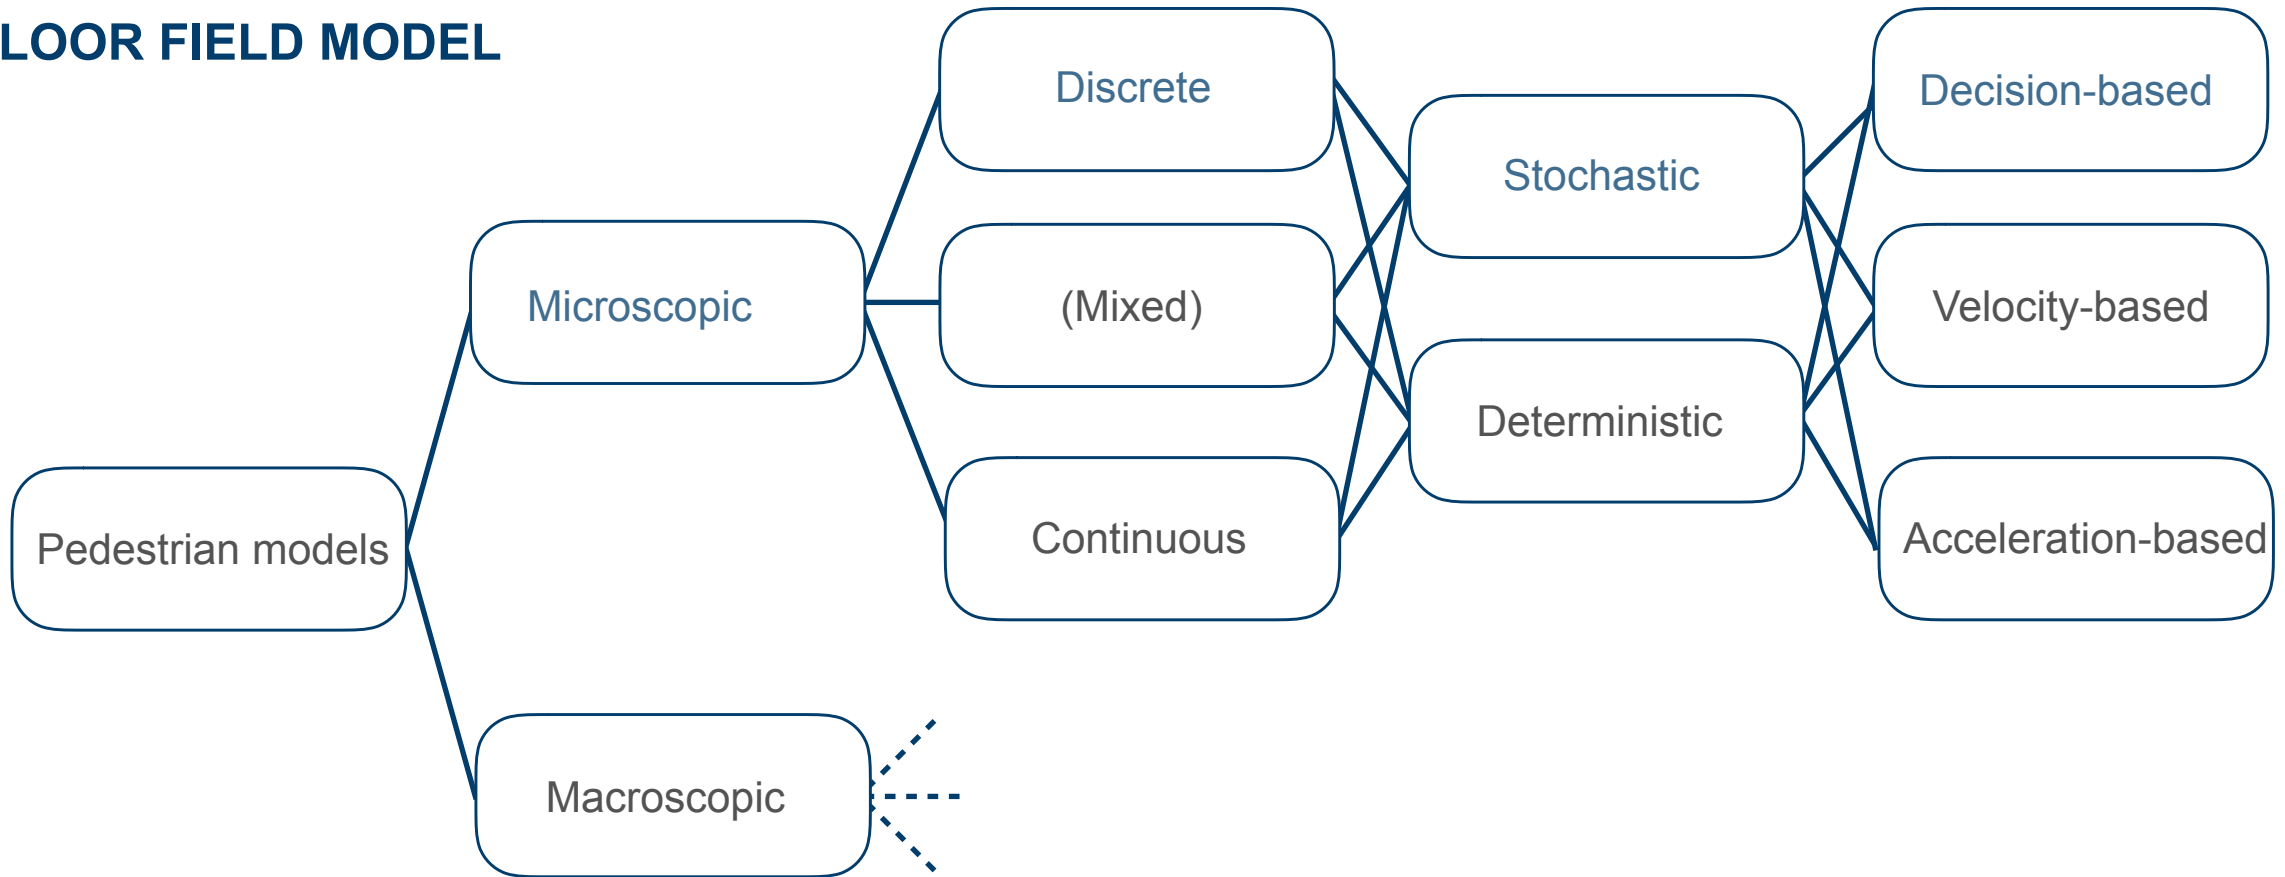 LOOR FIELD MODEL
Discrete
Decision-based
Stochastic
Microscopic
(Mixed)
Velocity-based
Deterministic
Pedestrian models
Continuous
Acceleration-based
Macroscopic